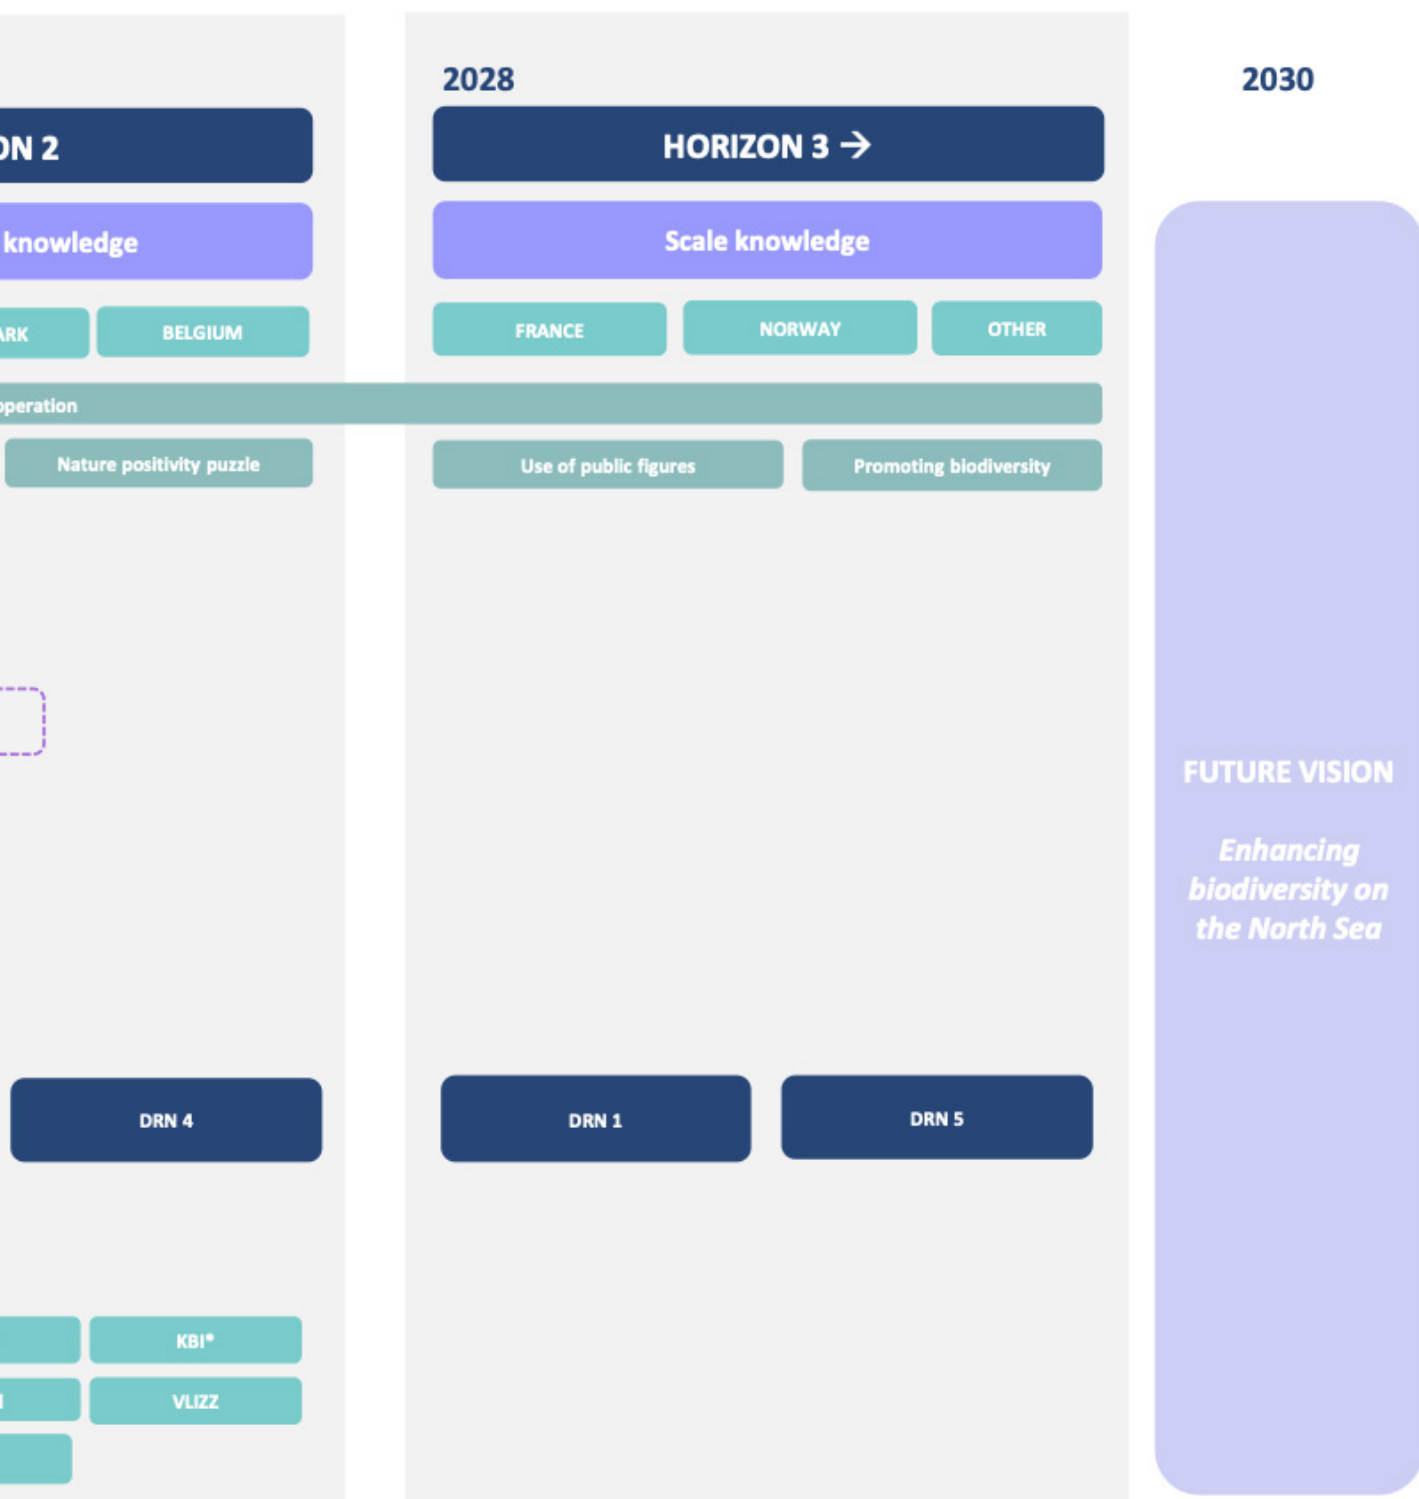 2028
2030
ON 2
HORIZON 3 →
knowledge
Scale knowledge
ARK
BELGIUM
FRANCE
NORWAY
OTHER
operation
Nature positivity puzzle
Use of public figures
Promoting biodiversity
FUTURE VISION
Enhancing
biodiversity on
the North Sea
DRN 4
DRN 1
DRN 5
KBI*
VLIZZ